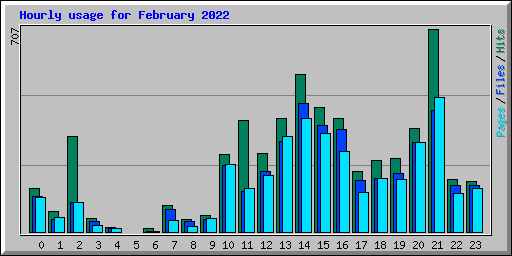 Hourly usage for February 2022
707
Pages/Files/Hits
0 1 2 3 4 5 6 7 8 9 10 11 12 13 14 15 16 17 18 19 20 21 22 23